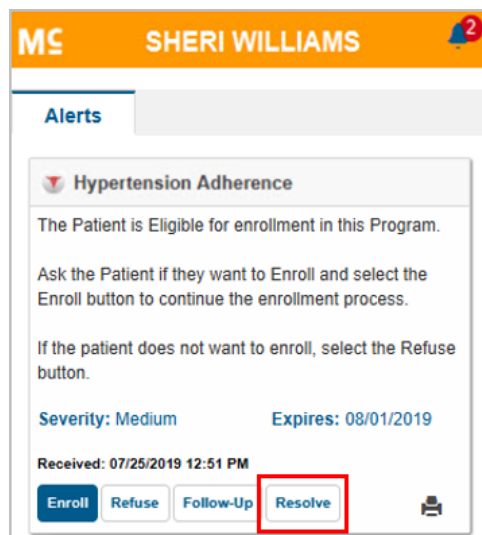 MC SHERI WILLIAMS 2
Alerts
Hypertension Adherence
The Patient is Eligible for enrollment in this Program.
Ask the Patient if they want to Enroll and select the
Enroll button to continue the enrollment process.
If the patient does not want to enroll, select the Refuse
button.
Severity: Medium Expires: 08/01/2019
Received: 07/25/2019 12:51 PM
Enroll Refuse Follow-Up Resolve